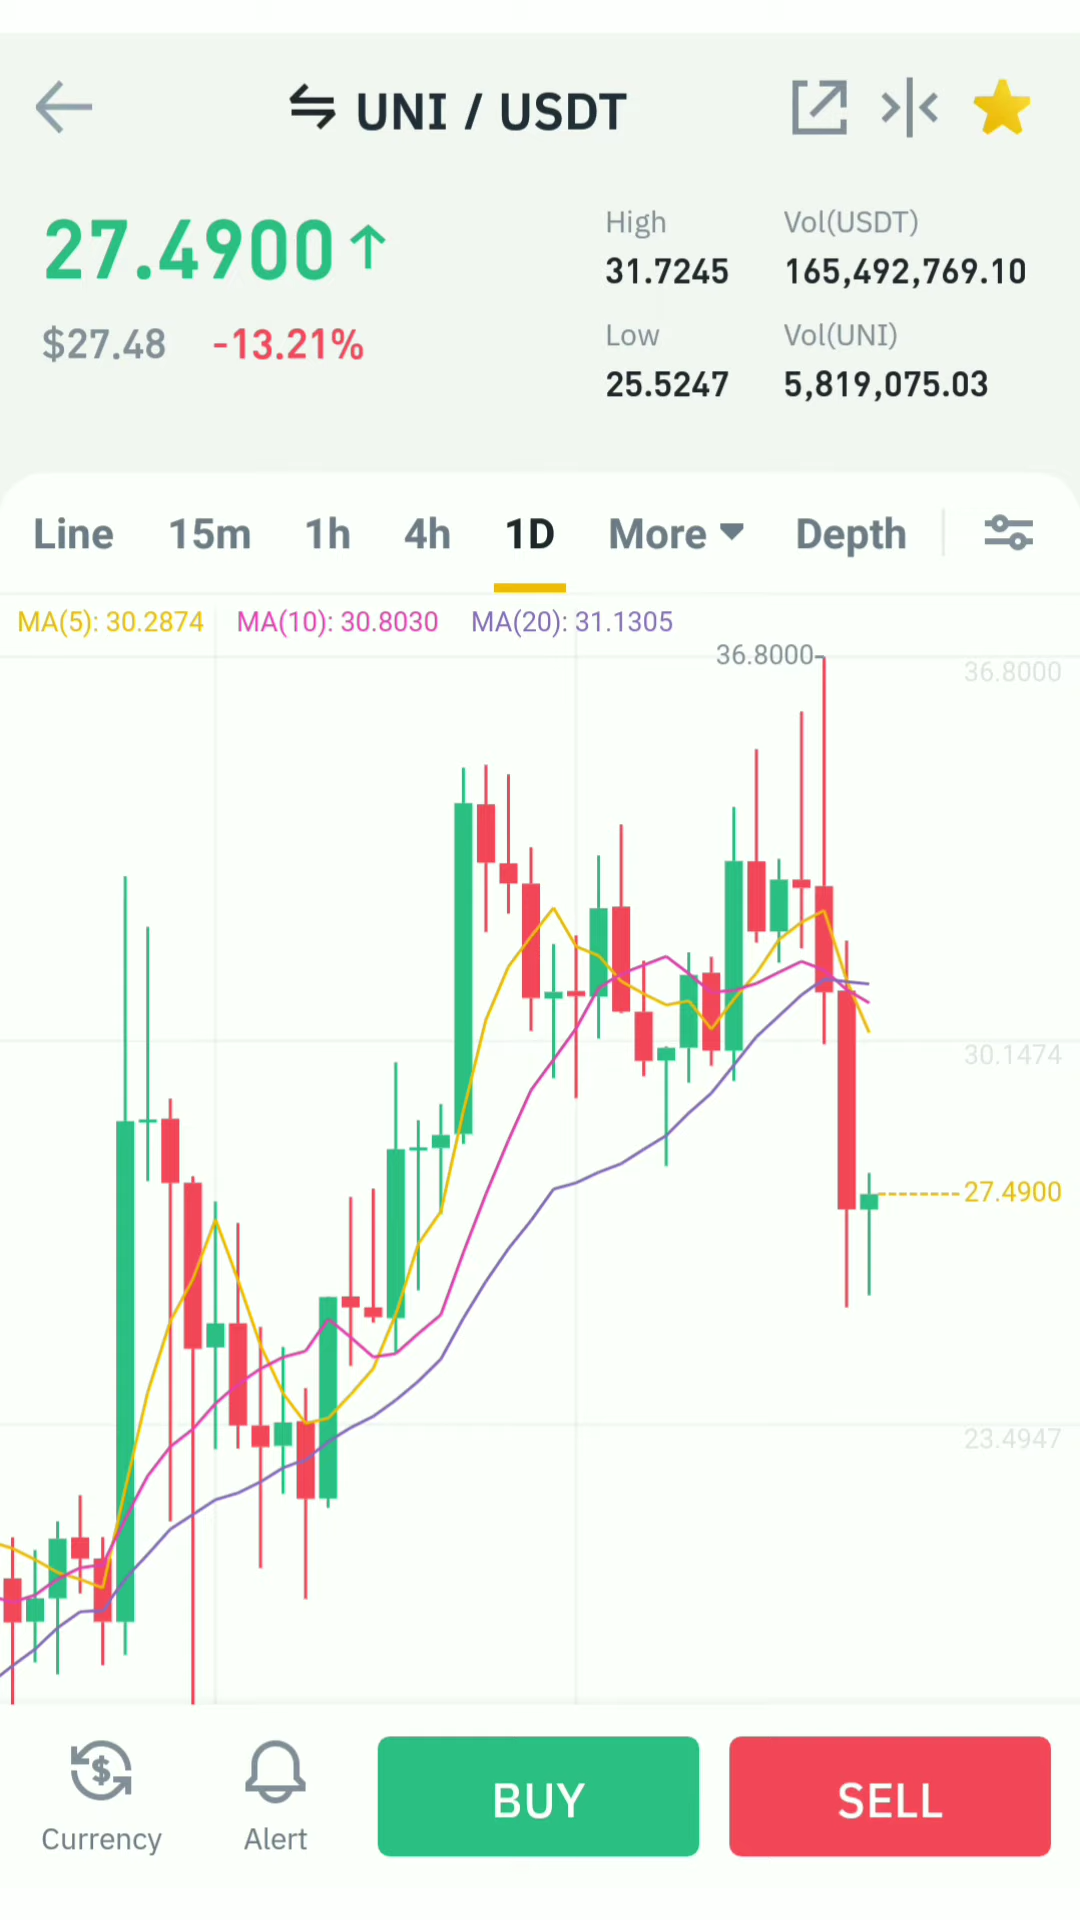 UNI / USDT
27.4900↑
$27.48 -13.21%
High
31.7245
Low
25.5247
Vol(USDT)
165,492,769.10
Vol(UNI)
5,819,075.03
Line 15m 1h 4h 1D More Depth
MA(5): 30.2874 MA(10): 30.8030 MA(20): 31.1305
36.8000
36.8000
30.1474
27.4900
23.4947
Currency
Alert
BUY
SELL